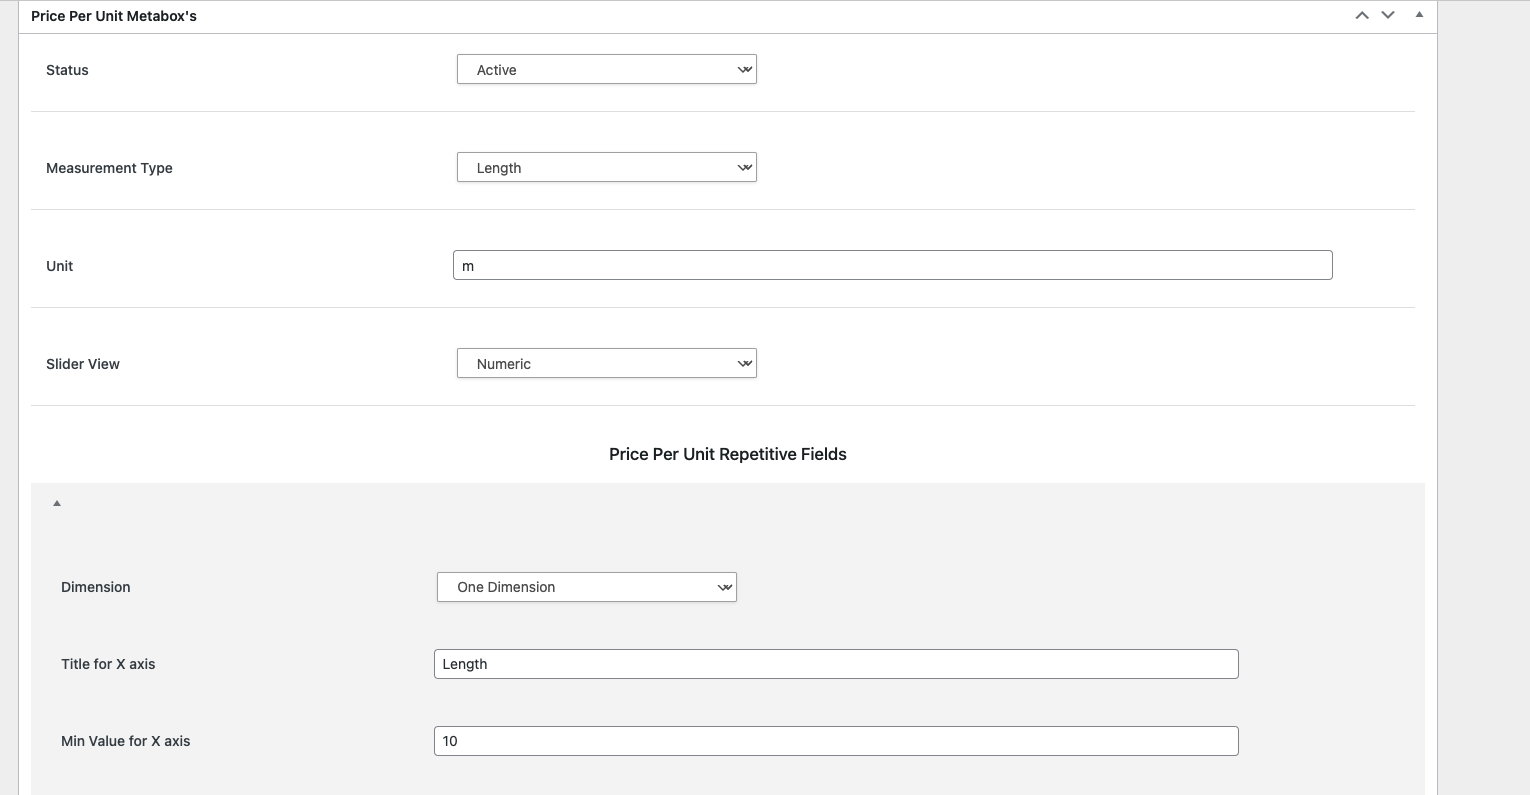 Price Per Unit Metabox's
Status
Active
Measurement Type
Length
Unit
m
Slider View
Numeric
Price Per Unit Repetitive Fields
Dimension
One Dimension
Title for X axis
Length
Min Value for X axis
10